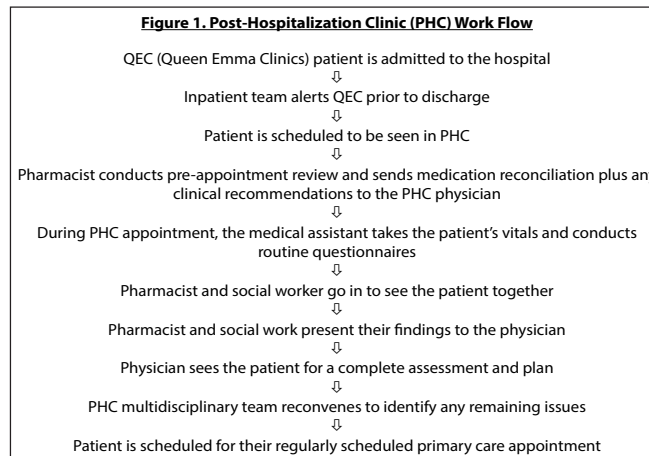 Figure 1. Post-Hospitalization Clinic (PHC) Work Flow
QEC (Queen Emma Clinics) patient is admitted to the hospital
⇩
Inpatient team alerts QEC prior to discharge
⇩
Patient is scheduled to be seen in PHC
⇩
Pharmacist conducts pre-appointment review and sends medication reconciliation plus
clinical recommendations to the PHC physician
⇩
During PHC appointment, the medical assistant takes the patient’s vitals and conducts
routine questionnaires
⇩
Pharmacist and social worker go in to see the patient together
⇩
Pharmacist and social work present their findings to the physician
⇩
Physician sees the patient for a complete assessment and plan
⇩
PHC multidisciplinary team reconvenes to identify any remaining issues
⇩
Patient is scheduled for their regularly scheduled primary care appointment